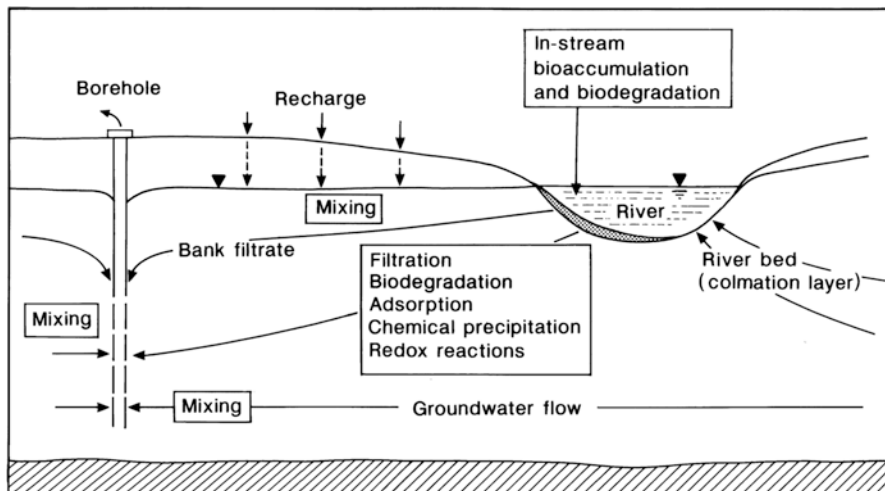 In-stream
bioaccumulation
and biodegradation
Borehole
Recharge
Mixing
River
Bank filtrate
River bed
(colmation layer)
Filtration
Biodegradation
Adsorption
Chemical precipitation
Redox reactions
Mixing
Mixing
Groundwater flow